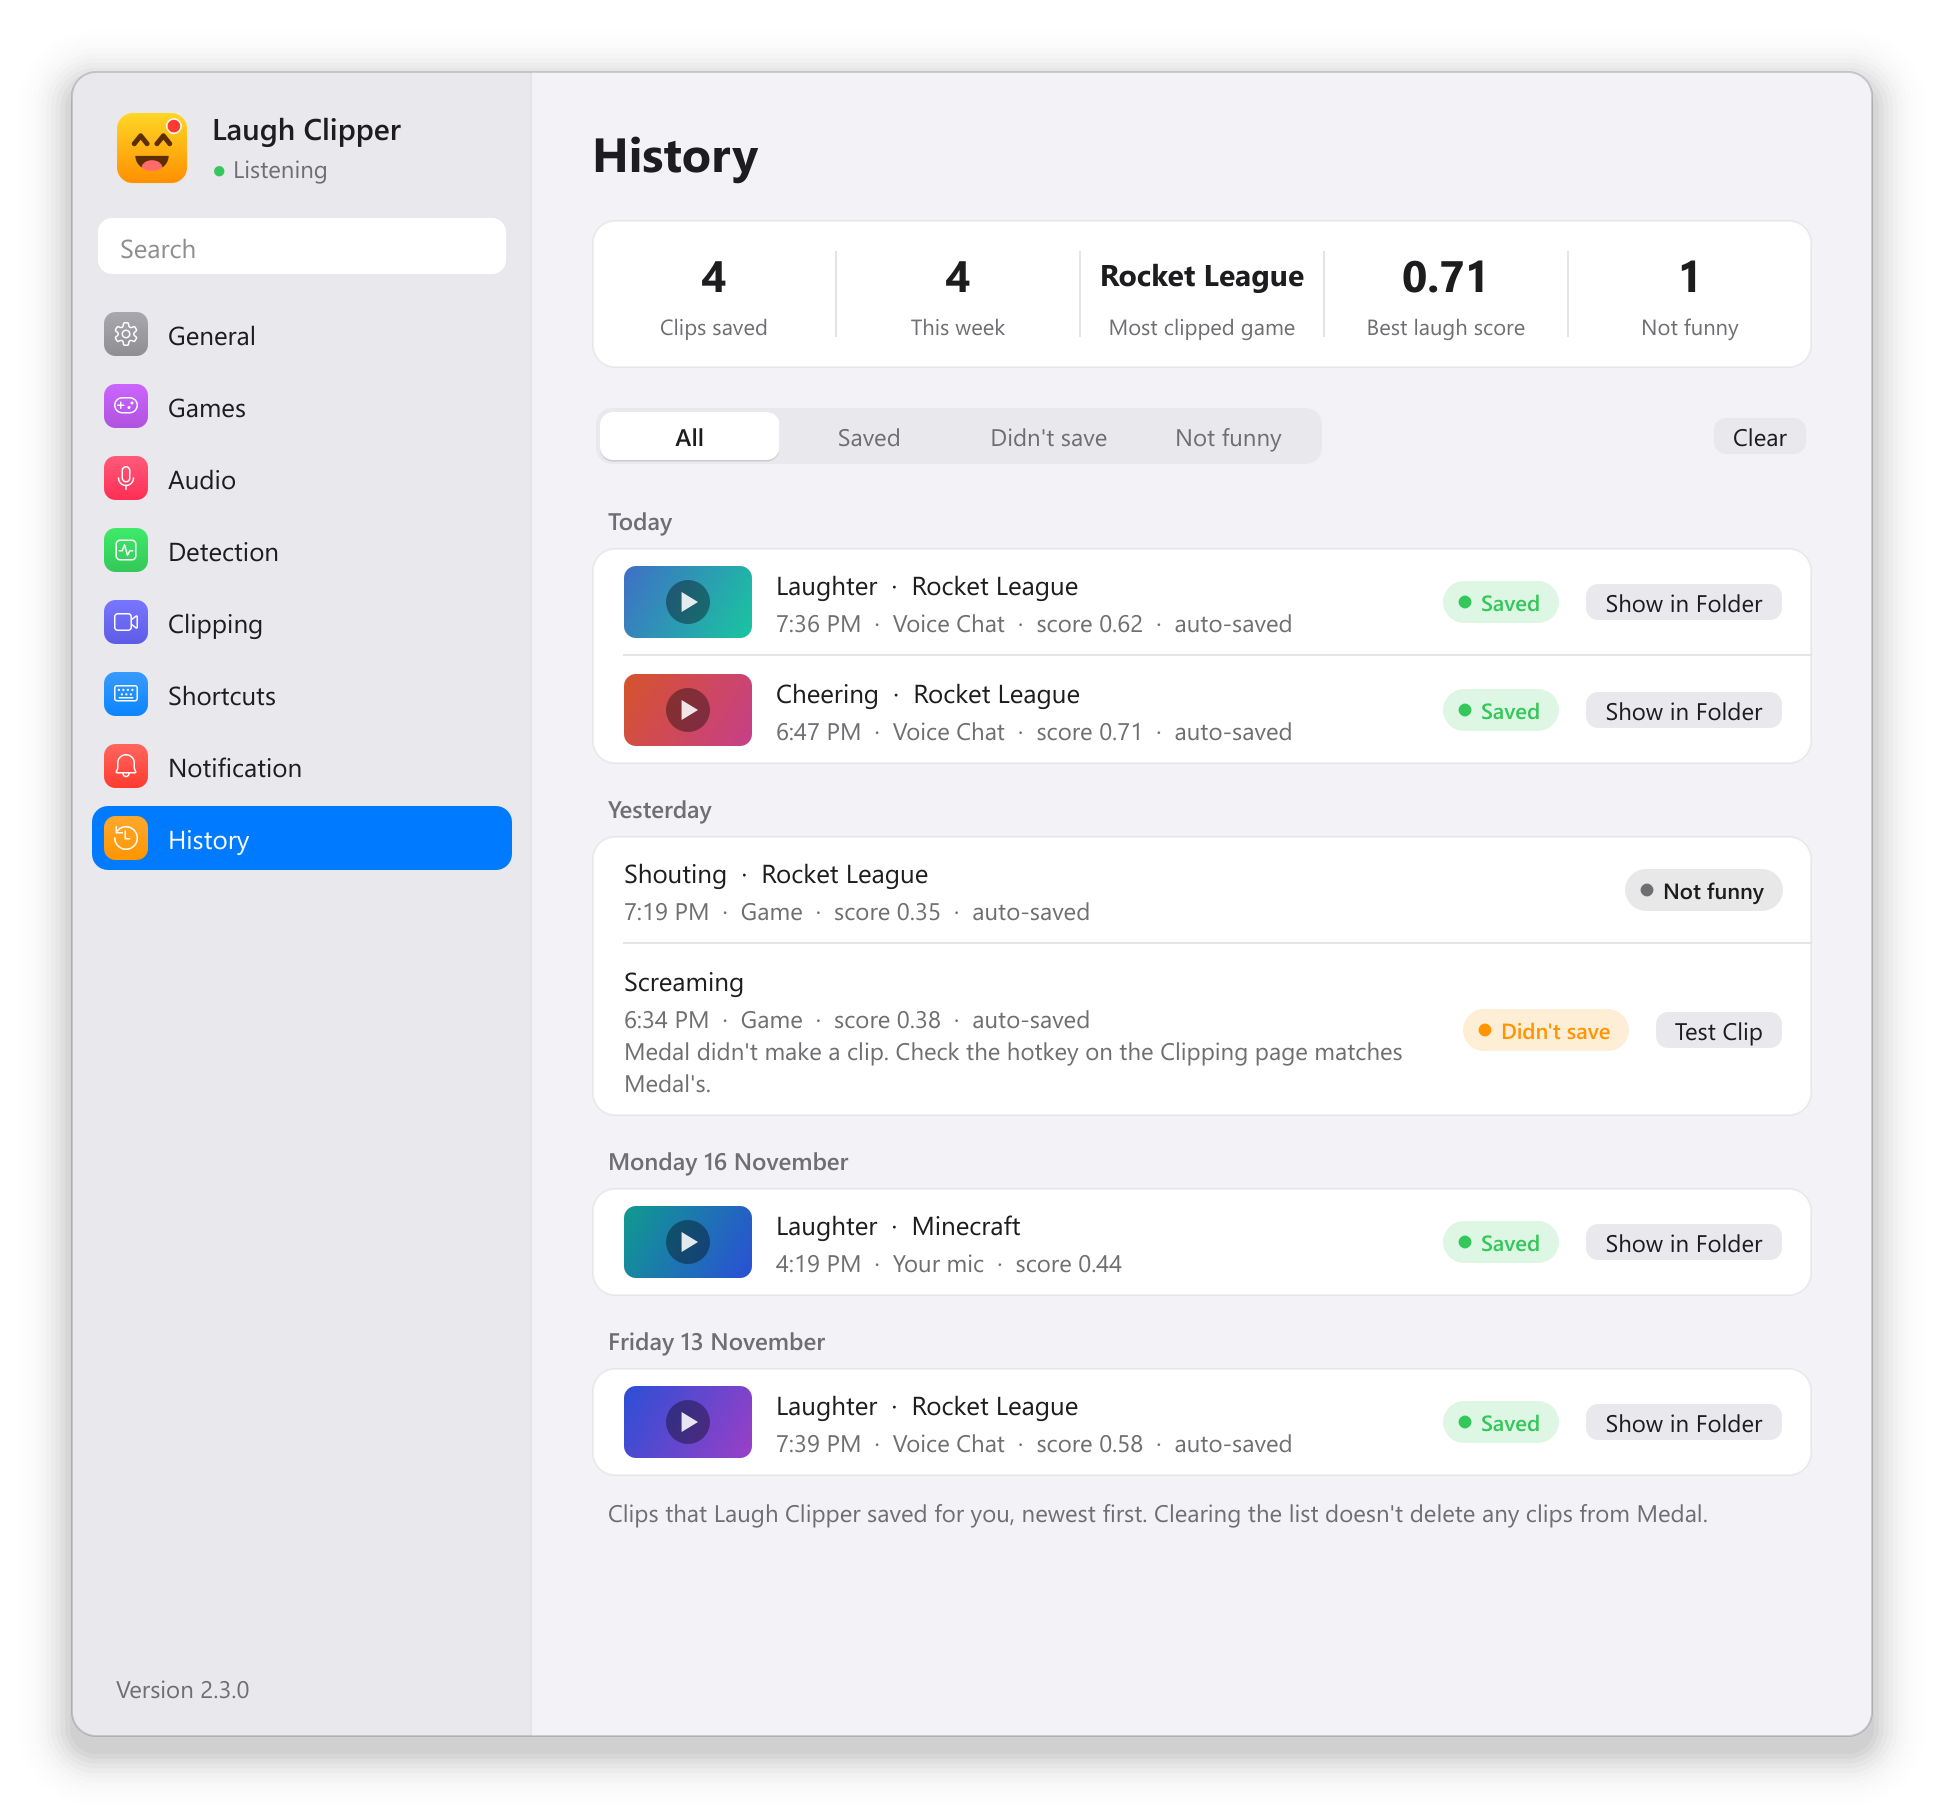 Laugh Clipper
Listening
Search
General
Games
Audio
Detection
Clipping
Shortcuts
Notification
History
Version 2.3.0
History
4
Clips saved
4
This week
Rocket League
Most clipped game
0.71
Best laugh score
1
Not funny
All
Saved
Didn't save
Not funny
Clear
Today
Laughter · Rocket League
7:36 PM · Voice Chat · score 0.62 · auto-saved
Saved
Show in Folder
Cheering · Rocket League
6:47 PM · Voice Chat · score 0.71 · auto-saved
Saved
Show in Folder
Yesterday
Shouting · Rocket League
7:19 PM · Game · score 0.35 · auto-saved
Not funny
Screaming
6:34 PM · Game · score 0.38 · auto-saved
Medal didn't make a clip. Check the hotkey on the Clipping page matches
Medal's.
Didn't save
Test Clip
Monday 16 November
Laughter · Minecraft
4:19 PM · Your mic · score 0.44
Saved
Show in Folder
Friday 13 November
Laughter · Rocket League
7:39 PM · Voice Chat · score 0.58 · auto-saved
Saved
Show in Folder
Clips that Laugh Clipper saved for you, newest first. Clearing the list doesn't delete any clips from Medal.